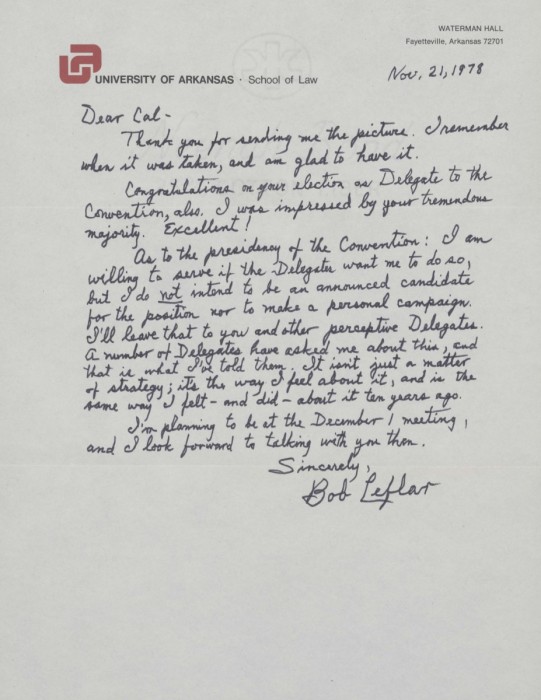 WATERMAN HALL
Fayetteville, Arkansas 72701
UNIVERSITY OF ARKANSAS · School of Law
Nov. 21, 1978
Dear Cal -
Thank you for sending me the picture. I remember
when it was taken, and am glad to have it.
Congratulations on your election as Delegate to the
Convention, also. I was impressed by your tremendous
majority. Excellent!
As to the presidency of the Convention: I am
willing to serve if the Delegates want me to do so,
but I do not intend to be an announced candidate
for the position nor to make a personal campaign.
I'll leave that to you and other perceptive Delegates.
A number of Delegates have asked me about this, and
that is what I've told them. It isn't just a matter
of strategy; it's the way I feel about it, and is the
same way I felt - and did - about it ten years ago.
I'm planning to be at the December 1 meeting,
and I look forward to talking with you then.
Sincerely,
Bob Leflar